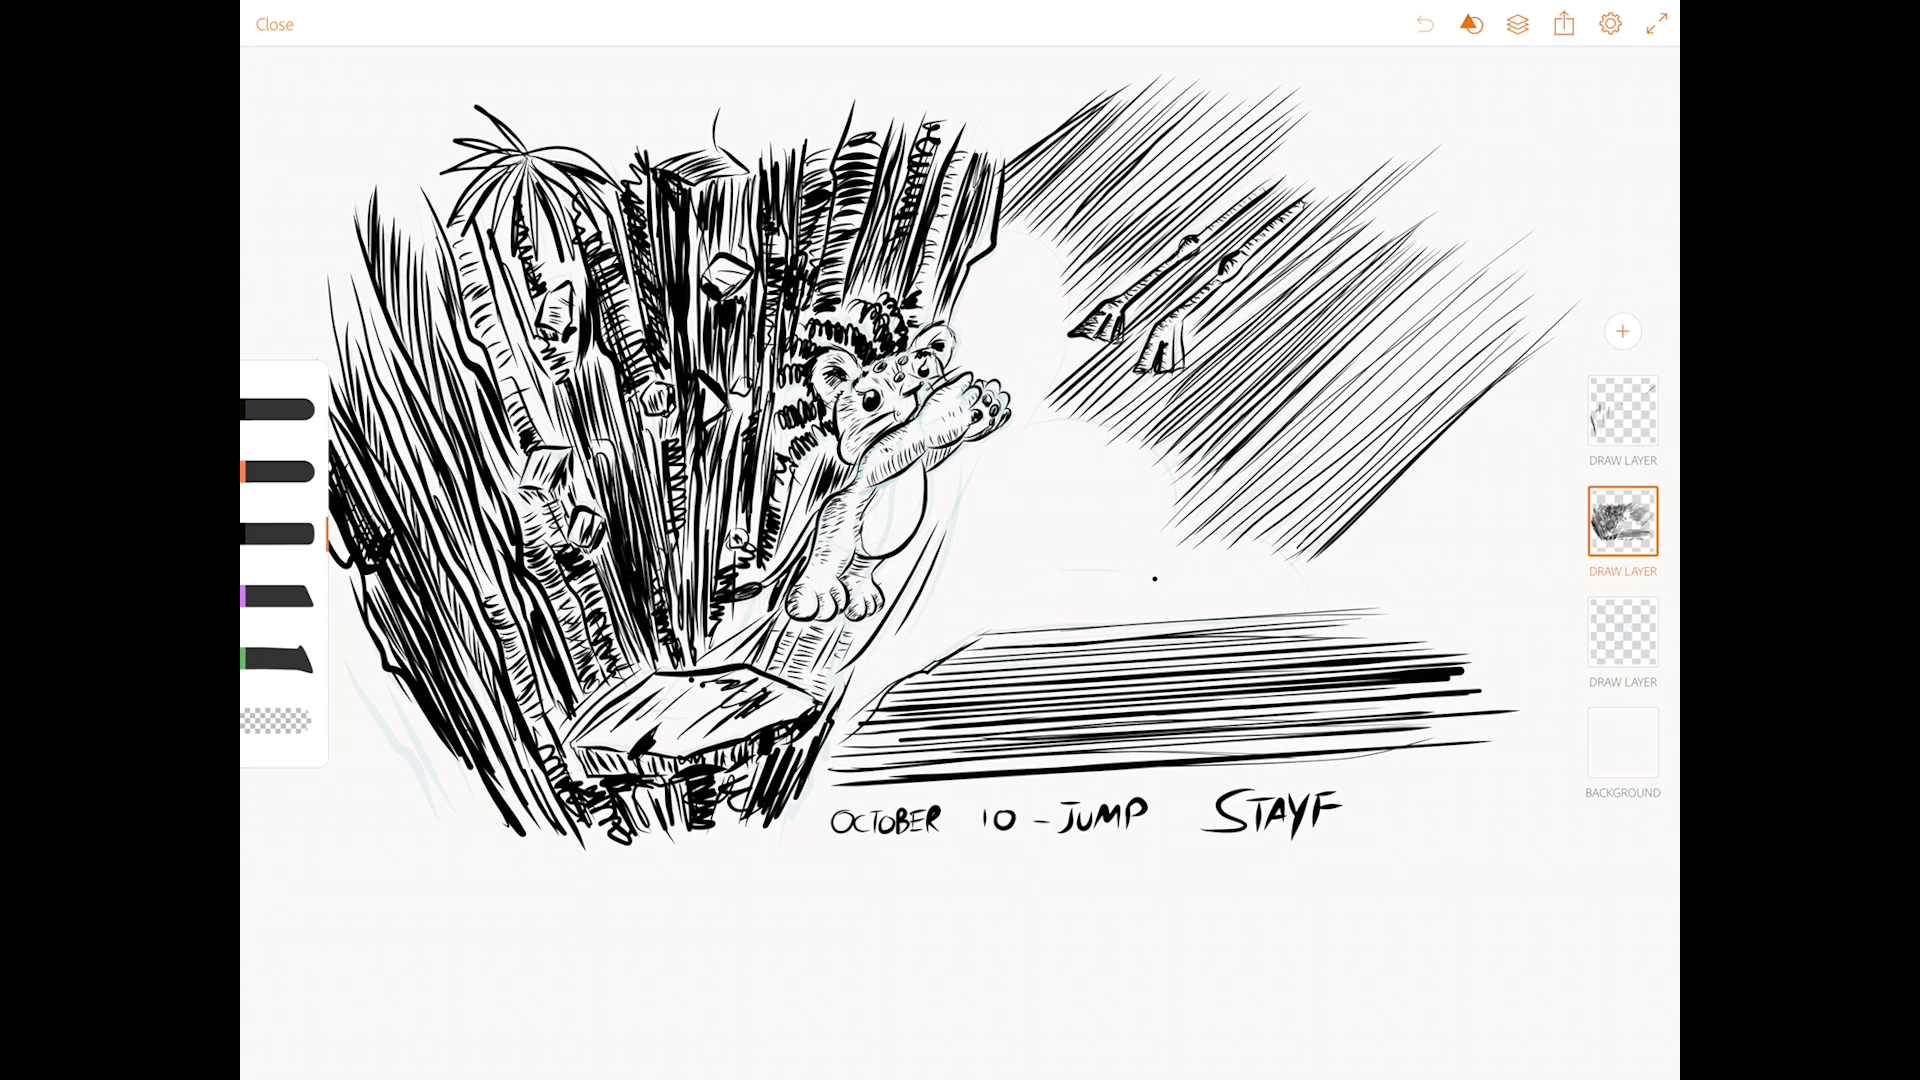 Close
DRAW LAYER
DRAW LAYER
DRAW LAYER
BACKGROUND
OCTOBER 10 - JUMP STAYF